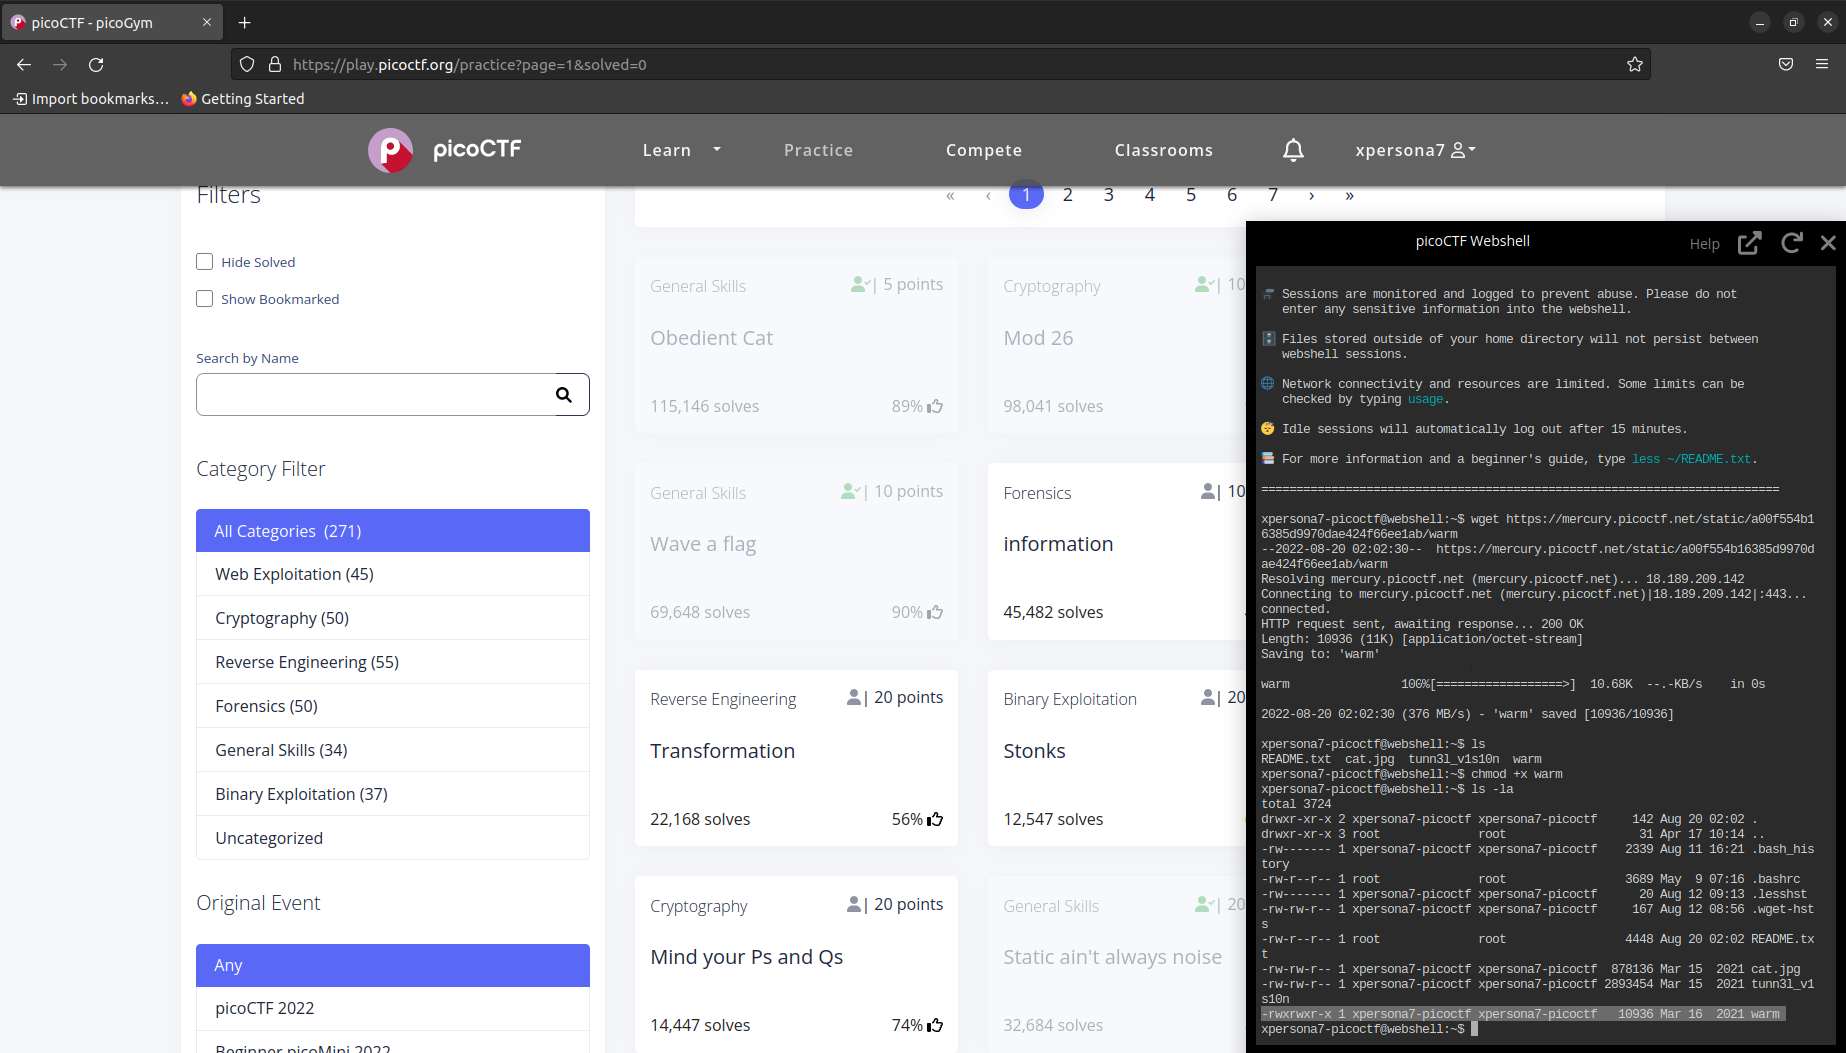 picoCTF - picoGym
https://play.picoctf.org/practice?page=1&solved=0
Import bookmarks...
Getting Started
picoCTF
Learn
Practice
Compete
Classrooms
xpersona7
Filters
Hide Solved
Show Bookmarked
Search by Name
Category Filter
All Categories (271)
Web Exploitation (45)
Cryptography (50)
Reverse Engineering (55)
Forensics (50)
General Skills (34)
Binary Exploitation (37)
Uncategorized
Original Event
Any
picoCTF 2022
Beginner picoMini 2022
« ‹ 1 2 3 4 5 6 7 › »
General Skills | 5 points
Obedient Cat
115,146 solves 89%
Cryptography | 10
Mod 26
98,041 solves
General Skills | 10 points
Wave a flag
69,648 solves 90%
Forensics | 10
information
45,482 solves
Reverse Engineering | 20 points
Transformation
22,168 solves 56%
Binary Exploitation | 20
Stonks
12,547 solves
Cryptography | 20 points
Mind your Ps and Qs
14,447 solves 74%
General Skills | 20
Static ain't always noise
32,684 solves
picoCTF Webshell
Help
Sessions are monitored and logged to prevent abuse. Please do not
enter any sensitive information into the webshell.
Files stored outside of your home directory will not persist between
webshell sessions.
Network connectivity and resources are limited. Some limits can be
checked by typing usage.
Idle sessions will automatically log out after 15 minutes.
For more information and a beginner's guide, type less ~/README.txt.
==========================================================================
xpersona7-picoctf@webshell:~$ wget https://mercury.picoctf.net/static/a00f554b1
6385d9970dae424f66ee1ab/warm
--2022-08-20 02:02:30-- https://mercury.picoctf.net/static/a00f554b16385d9970d
ae424f66ee1ab/warm
Resolving mercury.picoctf.net (mercury.picoctf.net)... 18.189.209.142
Connecting to mercury.picoctf.net (mercury.picoctf.net)|18.189.209.142|:443...
connected.
HTTP request sent, awaiting response... 200 OK
Length: 10936 (11K) [application/octet-stream]
Saving to: 'warm'
warm 100%[==================>] 10.68K --.-KB/s in 0s
2022-08-20 02:02:30 (376 MB/s) - 'warm' saved [10936/10936]
xpersona7-picoctf@webshell:~$ ls
README.txt cat.jpg tunn3l_v1s10n warm
xpersona7-picoctf@webshell:~$ chmod +x warm
xpersona7-picoctf@webshell:~$ ls -la
total 3724
drwxr-xr-x 2 xpersona7-picoctf xpersona7-picoctf 142 Aug 20 02:02 .
drwxr-xr-x 3 root root 31 Apr 17 10:14 ..
-rw------- 1 xpersona7-picoctf xpersona7-picoctf 2339 Aug 11 16:21 .bash_his
tory
-rw-r--r-- 1 root root 3689 May 9 07:16 .bashrc
-rw------- 1 xpersona7-picoctf xpersona7-picoctf 20 Aug 12 09:13 .lesshst
-rw-rw-r-- 1 xpersona7-picoctf xpersona7-picoctf 167 Aug 12 08:56 .wget-hst
s
-rw-r--r-- 1 root root 4448 Aug 20 02:02 README.tx
t
-rw-rw-r-- 1 xpersona7-picoctf xpersona7-picoctf 878136 Mar 15 2021 cat.jpg
-rw-rw-r-- 1 xpersona7-picoctf xpersona7-picoctf 2893454 Mar 15 2021 tunn3l_v1
s10n
-rwxrwxr-x 1 xpersona7-picoctf xpersona7-picoctf 10936 Mar 16 2021 warm
xpersona7-picoctf@webshell:~$